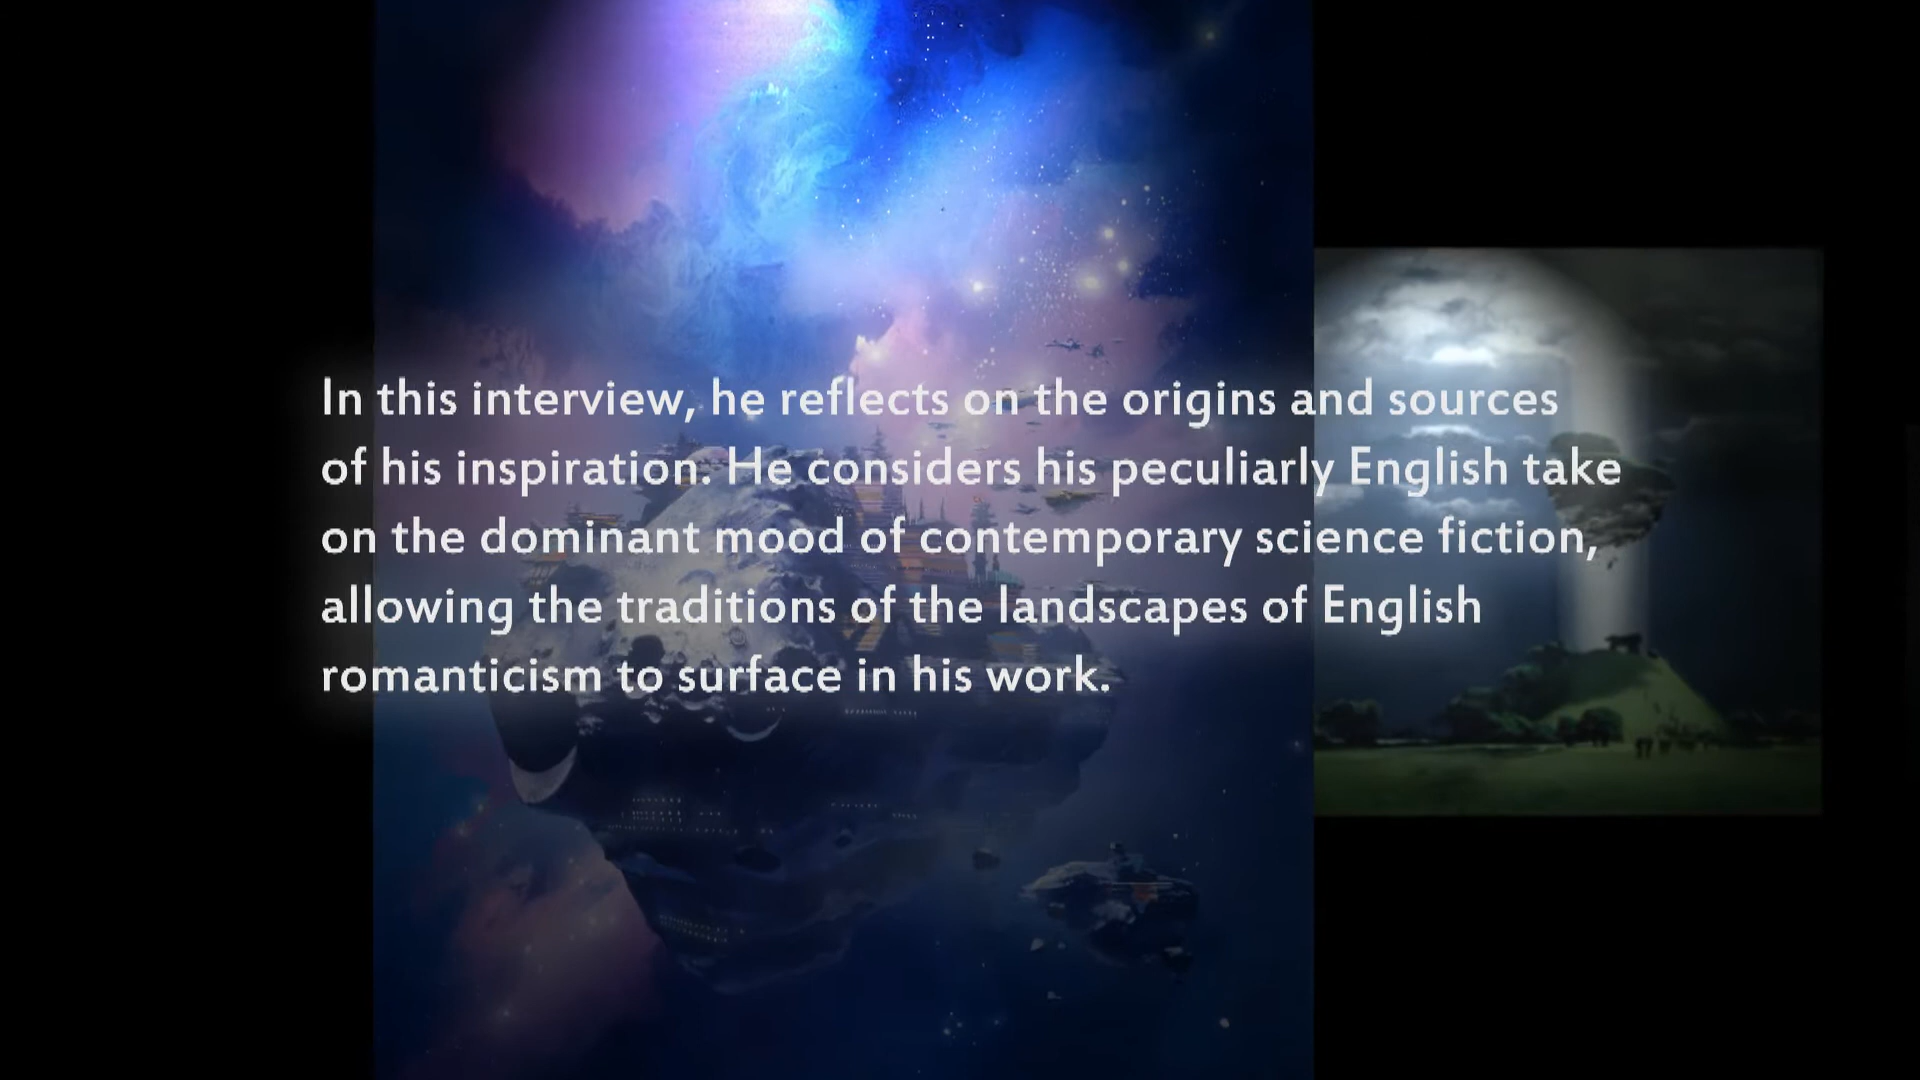 In this interview, he reflects on the origins and sources
of his inspiration. He considers his peculiarly English take
on the dominant mood of contemporary science fiction,
allowing the traditions of the landscapes of English
romanticism to surface in his work.